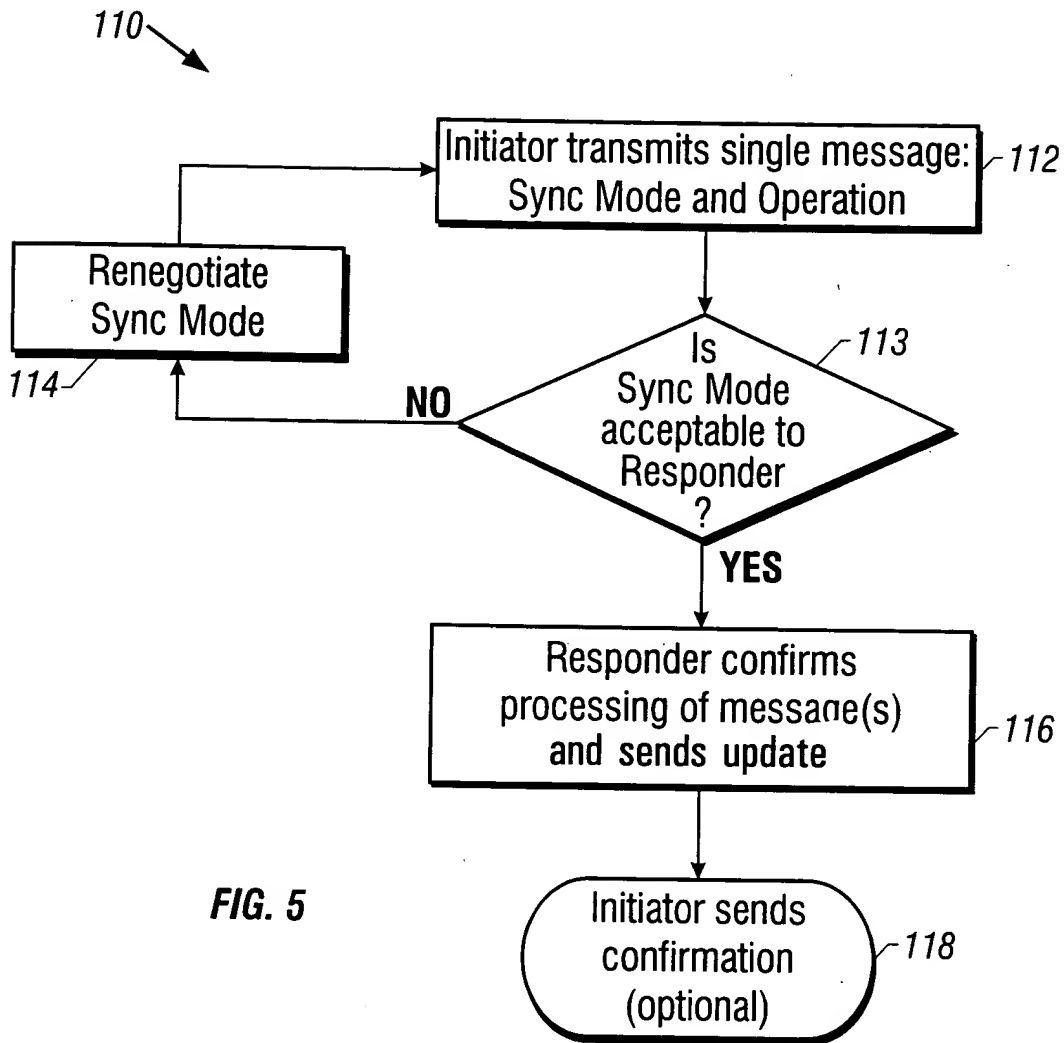 110
Initiator transmits single message:
Sync Mode and Operation
112
Renegotiate
Sync Mode
114
Is
Sync Mode
acceptable to
Responder
?
113
NO
YES
Responder confirms
processing of message(s)
and sends update
116
FIG. 5
Initiator sends
confirmation
(optional)
118